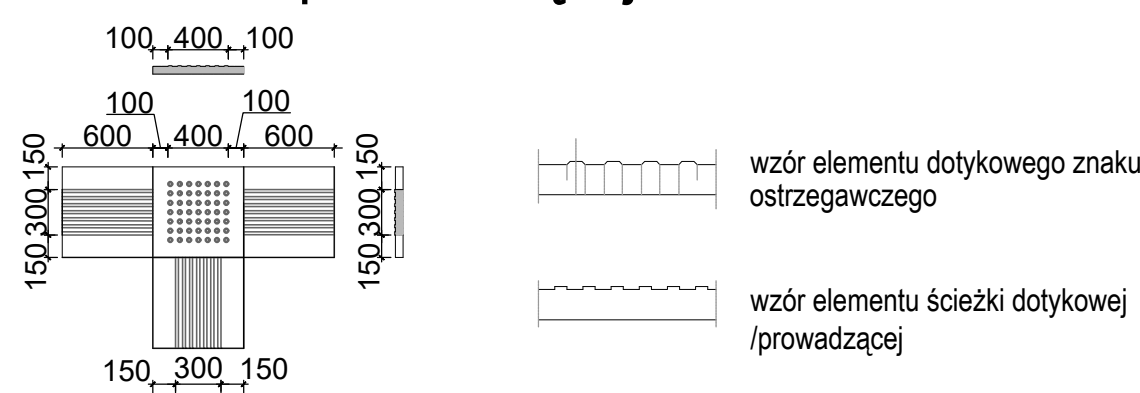 100 400 100
100 100
600 400 600
150 300 150
150 300 150
150 300 150
wzór elementu dotykowego znaku
ostrzegawczego
wzór elementu ścieżki dotykowej
/prowadzącej